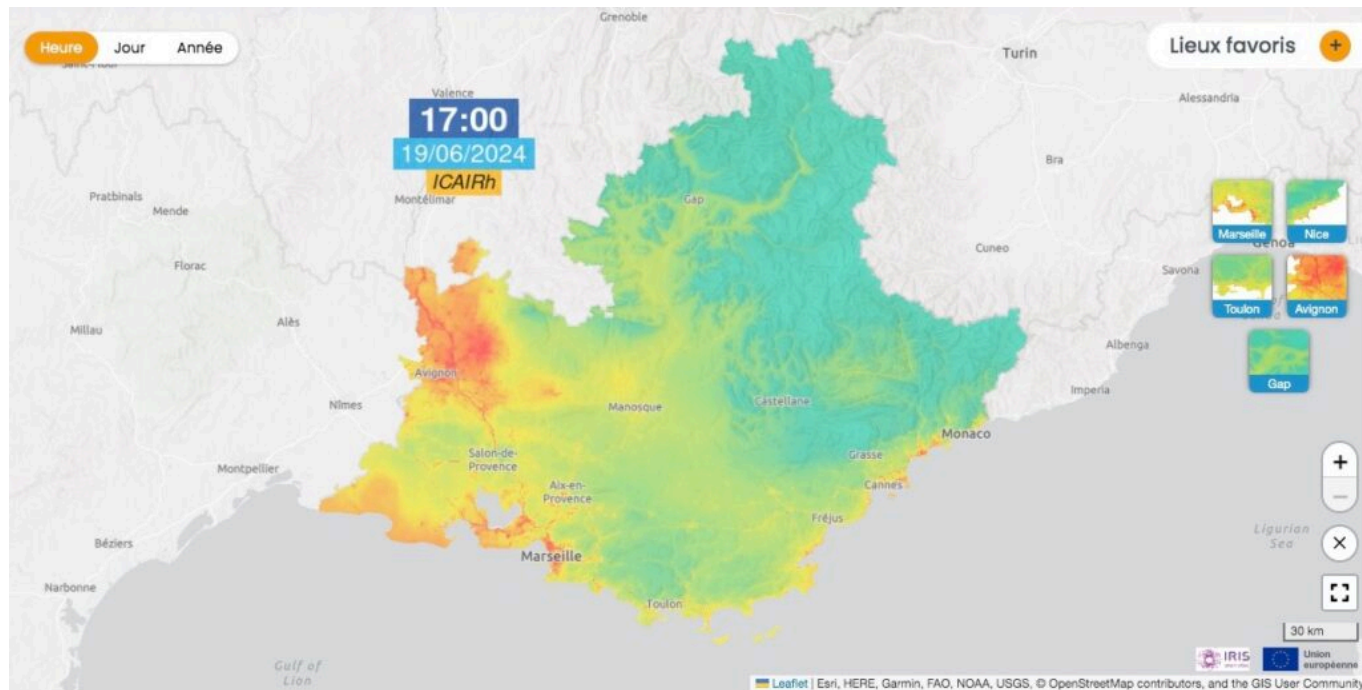 Heure Jour Année
Lieux favoris +
Grenoble
Turin
Valence
Alessandria
17:00
19/06/2024
ICAIRh
Bra
Pratbinals
Mende
Montélimar
Gap
Marseille Nice
Cuneo
Genoa
Florac
Savona
Toulon Avignon
Alès
Millau
Albenga
Avignon
Gap
Nîmes
Manosque
Castellane
Imperia
Monaco
Salon-de-
Provence
Grasse
Montpellier
Aix-en-
Provence
Cannes
+
−
Fréjus
Ligurian
Sea
Béziers
Marseille
Narbonne
Toulon
30 km
Gulf of
Lion
IRIS
Union
européenne
Leaflet | Esri, HERE, Garmin, FAO, NOAA, USGS, © OpenStreetMap contributors, and the GIS User Community